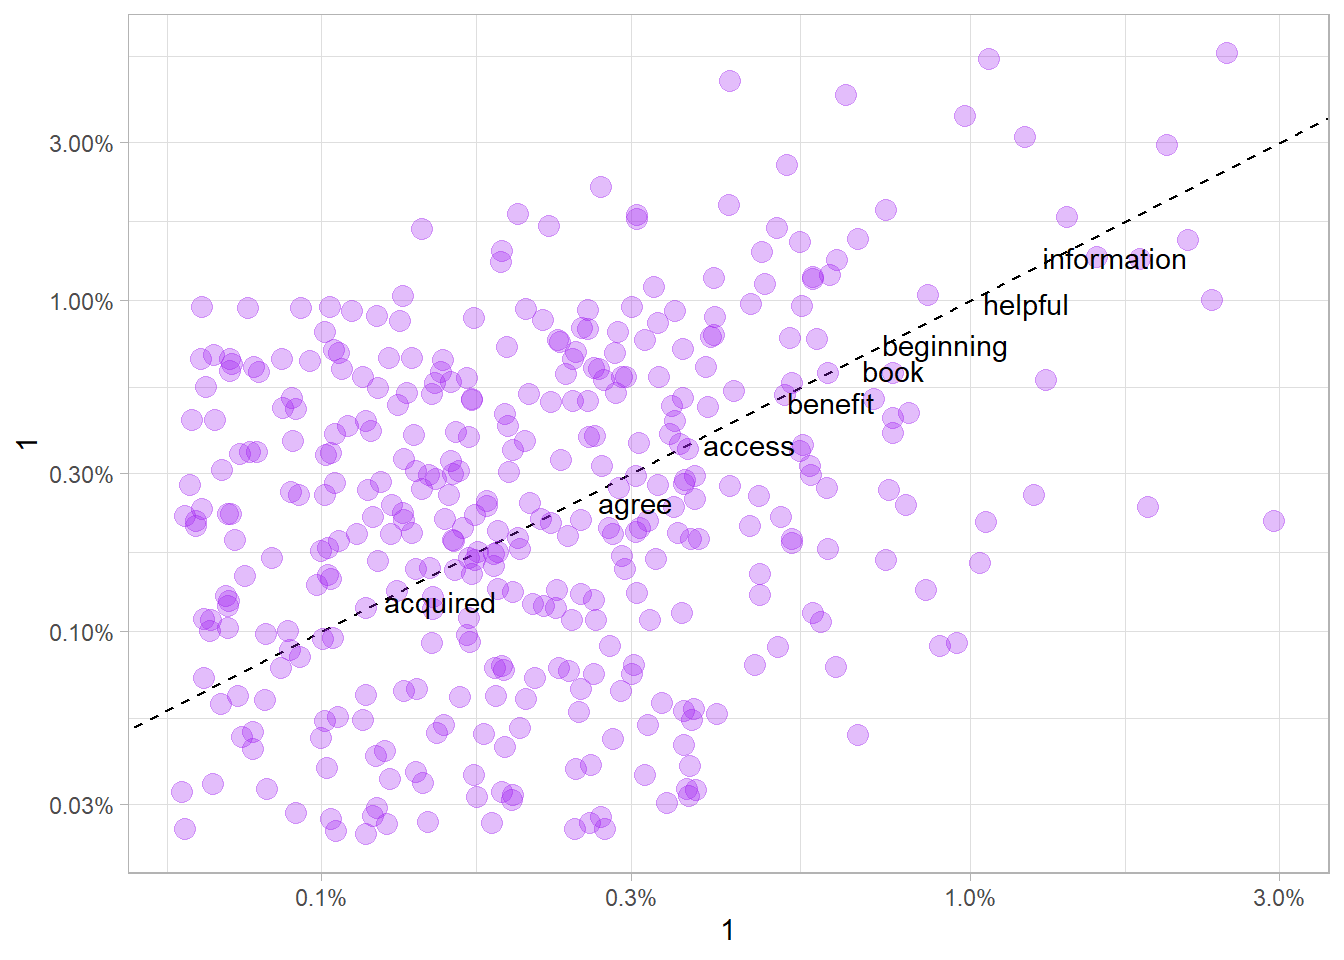 3.00%
1.00%
0.30%
0.10%
0.03%
1
information
helpful
beginning
book
benefit
access
agree
acquired
0.1%
0.3%
1.0%
3.0%
1